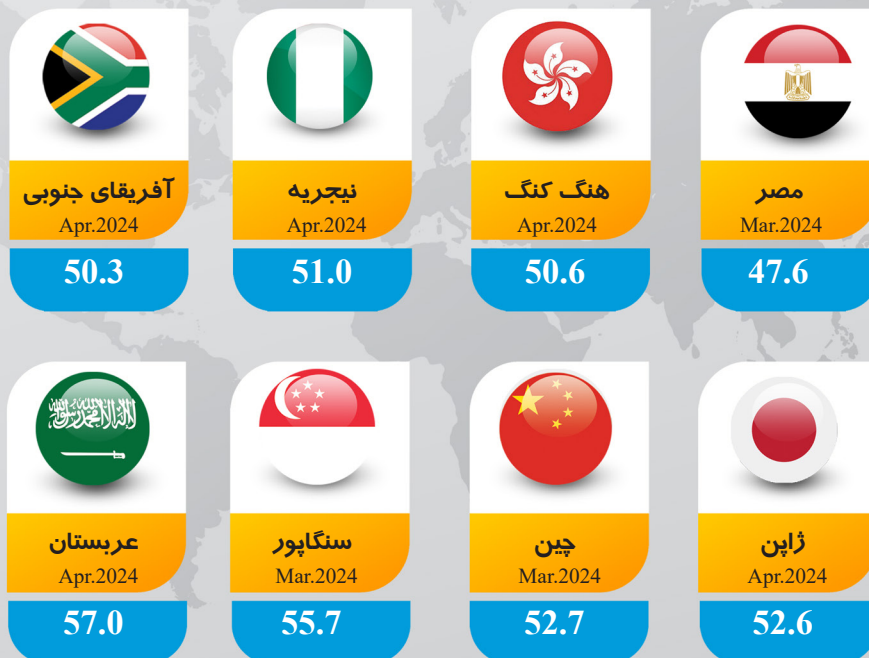 آفریقای جنوبی
Apr.2024
50.3
نیجریه
Apr.2024
51.0
هنگ کنگ
Apr.2024
50.6
مصر
Mar.2024
47.6
عربستان
Apr.2024
57.0
سنگاپور
Mar.2024
55.7
چین
Mar.2024
52.7
ژاپن
Apr.2024
52.6